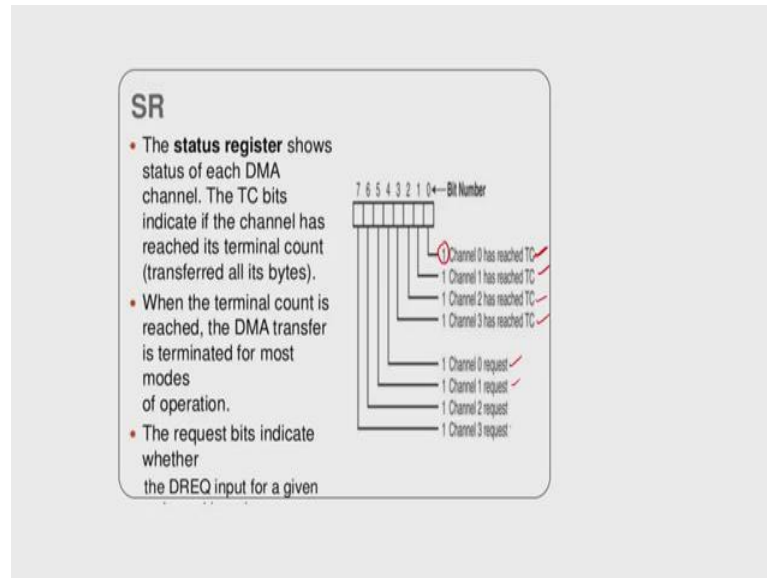 SR
• The status register shows
status of each DMA
channel. The TC bits
indicate if the channel has
reached its terminal count
(transferred all its bytes).
• When the terminal count is
reached, the DMA transfer
is terminated for most
modes
of operation.
• The request bits indicate
whether
the DREQ input for a given
7 6 5 4 3 2 1 0 Bit Number
1 Channel 0 has reached TC
1 Channel 1 has reached TC
1 Channel 2 has reached TC
1 Channel 3 has reached TC
1 Channel 0 request
1 Channel 1 request
1 Channel 2 request
1 Channel 3 request